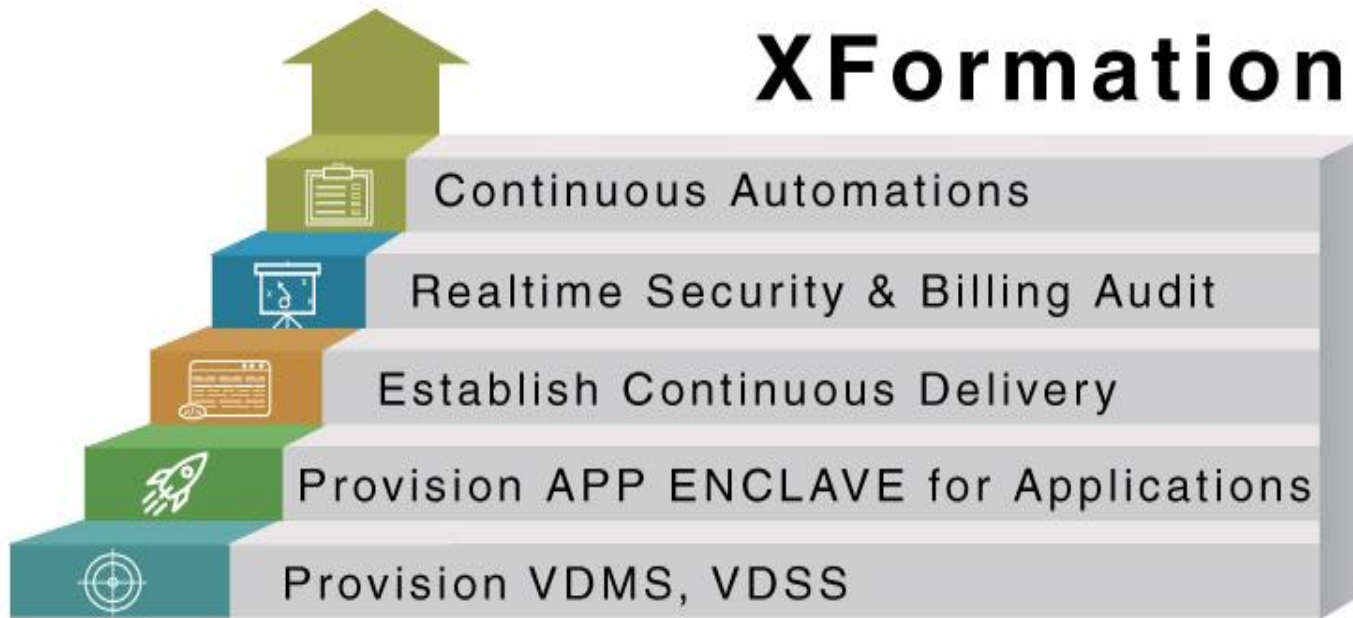 XFormation
Continuous Automations
Realtime Security & Billing Audit
Establish Continuous Delivery
Provision APP ENCLAVE for Applications
Provision VDMS, VDSS